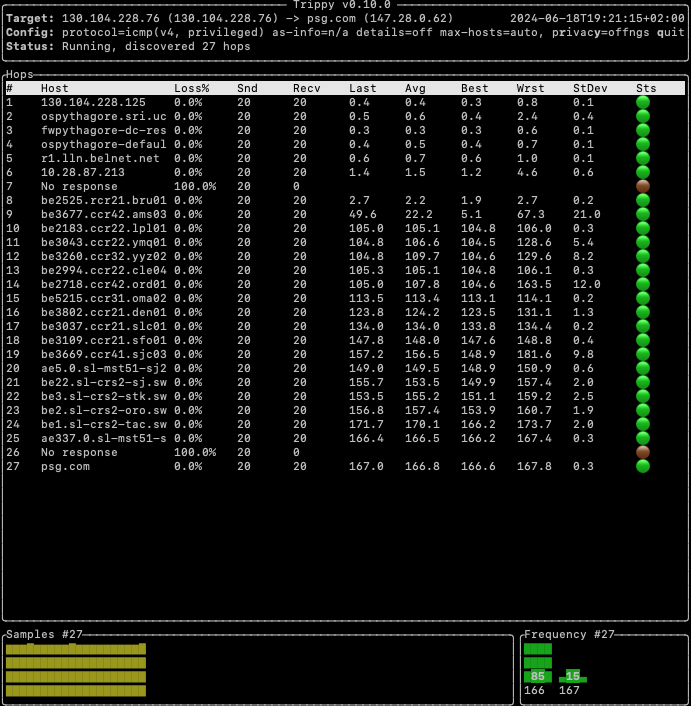 Trippy v0.10.0
Target: 130.104.228.76 (130.104.228.76) -> psg.com (147.28.0.62) 2024-06-18T19:21:15+02:00
Config: protocol=icmp(v4, privileged) as-info=n/a details=off max-hosts=auto, privacy=offngs quit
Status: Running, discovered 27 hops
Hops
# Host Loss% Snd Recv Last Avg Best Wrst StDev Sts
1 130.104.228.125 0.0% 20 20 0.4 0.4 0.3 0.8 0.1
2 ospythagore.sri.uc 0.0% 20 20 0.5 0.6 0.4 2.4 0.4
3 fwpythagore-dc-res 0.0% 20 20 0.3 0.3 0.3 0.6 0.1
4 ospythagore-defaul 0.0% 20 20 0.4 0.5 0.4 0.7 0.1
5 r1.lln.belnet.net 0.0% 20 20 0.6 0.7 0.6 1.0 0.1
6 10.28.87.213 0.0% 20 20 1.4 1.5 1.2 4.6 0.6
7 No response 100.0% 20 0
8 be2525.rcr21.bru01 0.0% 20 20 2.7 2.2 1.9 2.7 0.2
9 be3677.ccr42.ams03 0.0% 20 20 49.6 22.2 5.1 67.3 21.0
10 be2183.ccr22.lpl01 0.0% 20 20 105.0 105.1 104.8 106.0 0.3
11 be3043.ccr22.ymq01 0.0% 20 20 104.8 106.6 104.5 128.6 5.4
12 be3260.ccr32.yyz02 0.0% 20 20 104.8 109.7 104.6 129.6 8.2
13 be2994.ccr22.cle04 0.0% 20 20 105.3 105.1 104.8 106.1 0.3
14 be2718.ccr42.ord01 0.0% 20 20 105.0 107.8 104.6 163.5 12.0
15 be5215.ccr31.oma02 0.0% 20 20 113.5 113.4 113.1 114.1 0.2
16 be3802.ccr21.den01 0.0% 20 20 123.8 124.2 123.5 131.1 1.3
17 be3037.ccr21.slc01 0.0% 20 20 134.0 134.0 133.8 134.4 0.2
18 be3109.ccr21.sfo01 0.0% 20 20 147.8 148.0 147.6 148.8 0.4
19 be3669.ccr41.sjc03 0.0% 20 20 157.2 156.5 148.9 181.6 9.8
20 ae5.0.sl-mst51-sj2 0.0% 20 20 149.0 149.5 148.9 150.9 0.6
21 be22.sl-crs2-sj.sw 0.0% 20 20 155.7 153.5 149.9 157.4 2.0
22 be3.sl-crs2-stk.sw 0.0% 20 20 153.5 155.2 151.1 159.2 2.5
23 be2.sl-crs2-oro.sw 0.0% 20 20 156.8 157.4 153.9 160.7 1.9
24 be1.sl-crs2-tac.sw 0.0% 20 20 171.7 170.1 166.2 173.7 2.0
25 ae337.0.sl-mst51-s 0.0% 20 20 166.4 166.5 166.2 167.4 0.3
26 No response 100.0% 20 0
27 psg.com 0.0% 20 20 167.0 166.8 166.6 167.8 0.3
Samples #27 Frequency #27
85 15
166 167